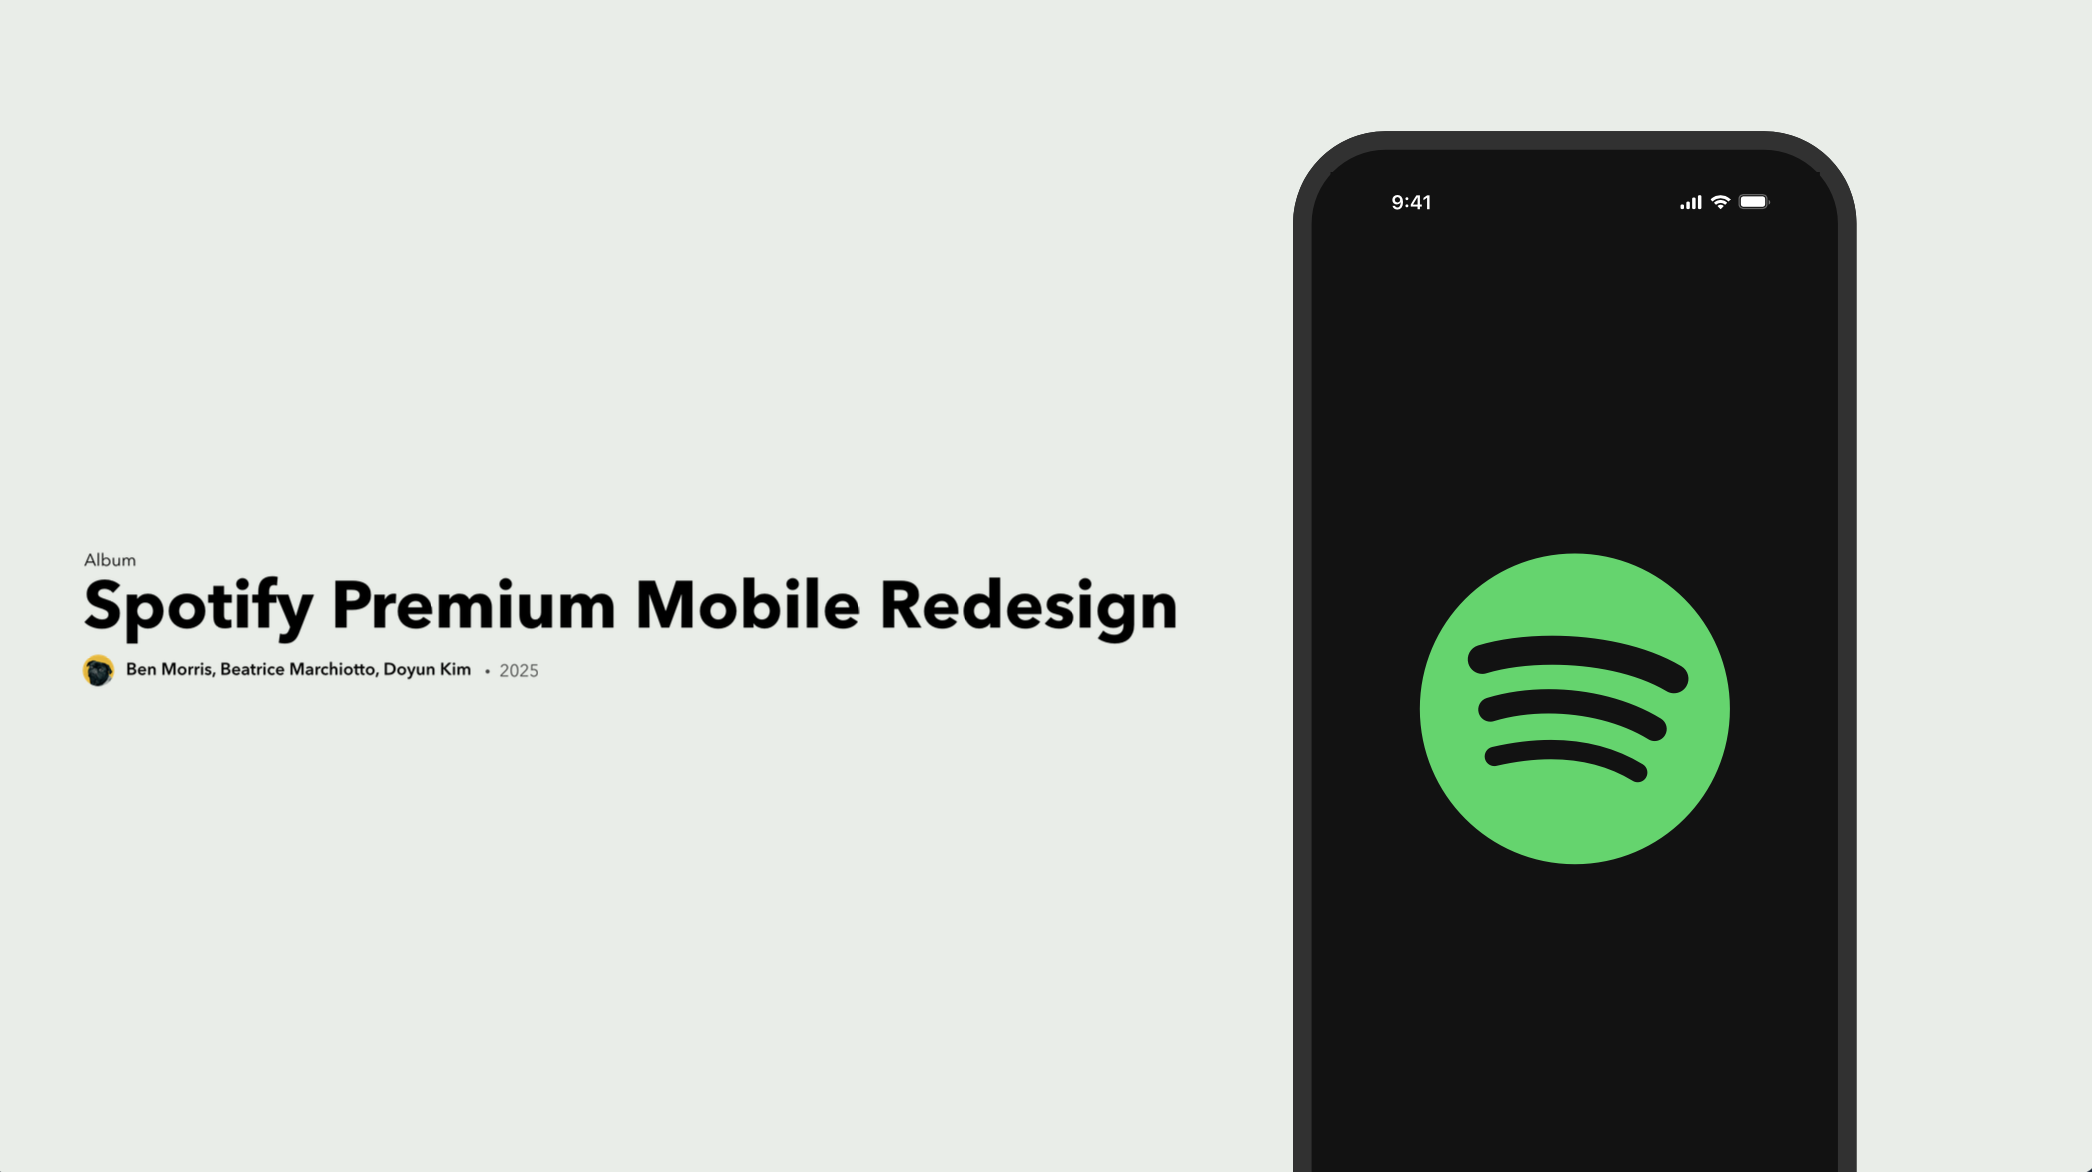 Album
Spotify Premium Mobile Redesign
Ben Morris, Beatrice Marchiotto, Doyun Kim • 2025
9:41